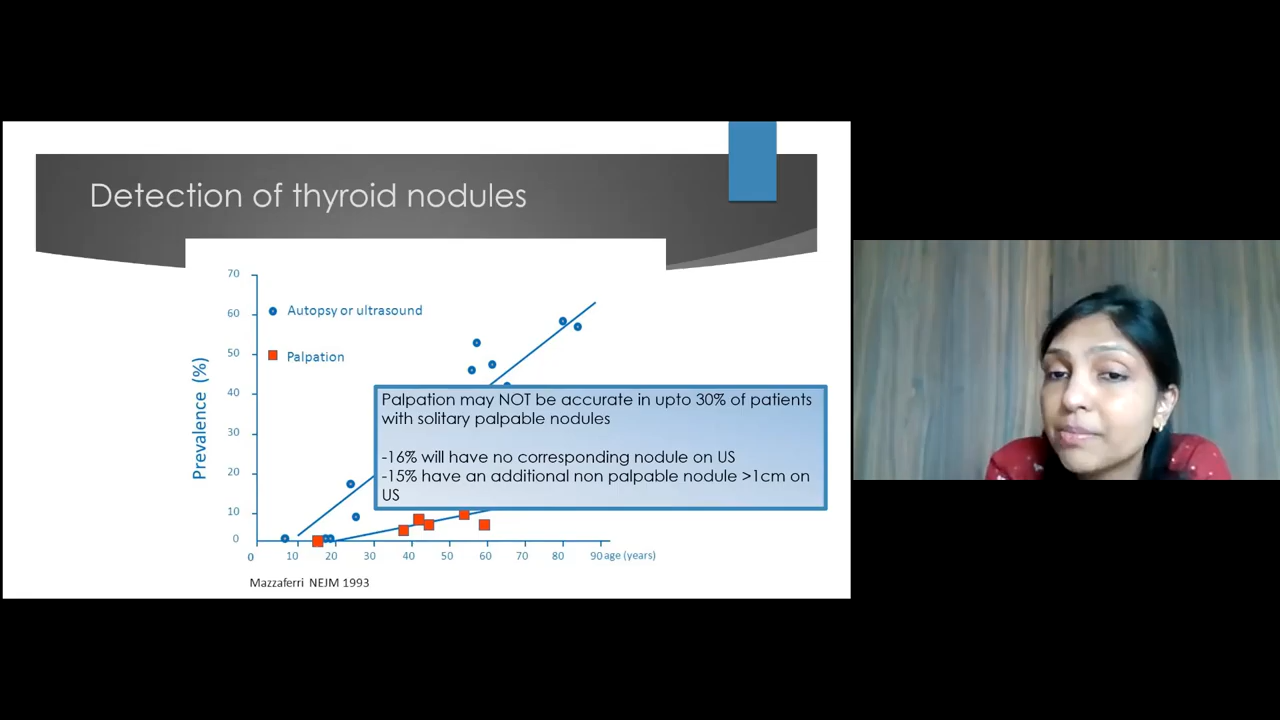 Detection of thyroid nodules
70
60
50
40
30
20
10
0
Prevalence (%)
Autopsy or ultrasound
Palpation
Palpation may NOT be accurate in upto 30% of patients
with solitary palpable nodules
-16% will have no corresponding nodule on US
-15% have an additional non palpable nodule >1cm on
US
0 10 20 30 40 50 60 70 80 90 age (years)
Mazzaferri NEJM 1993